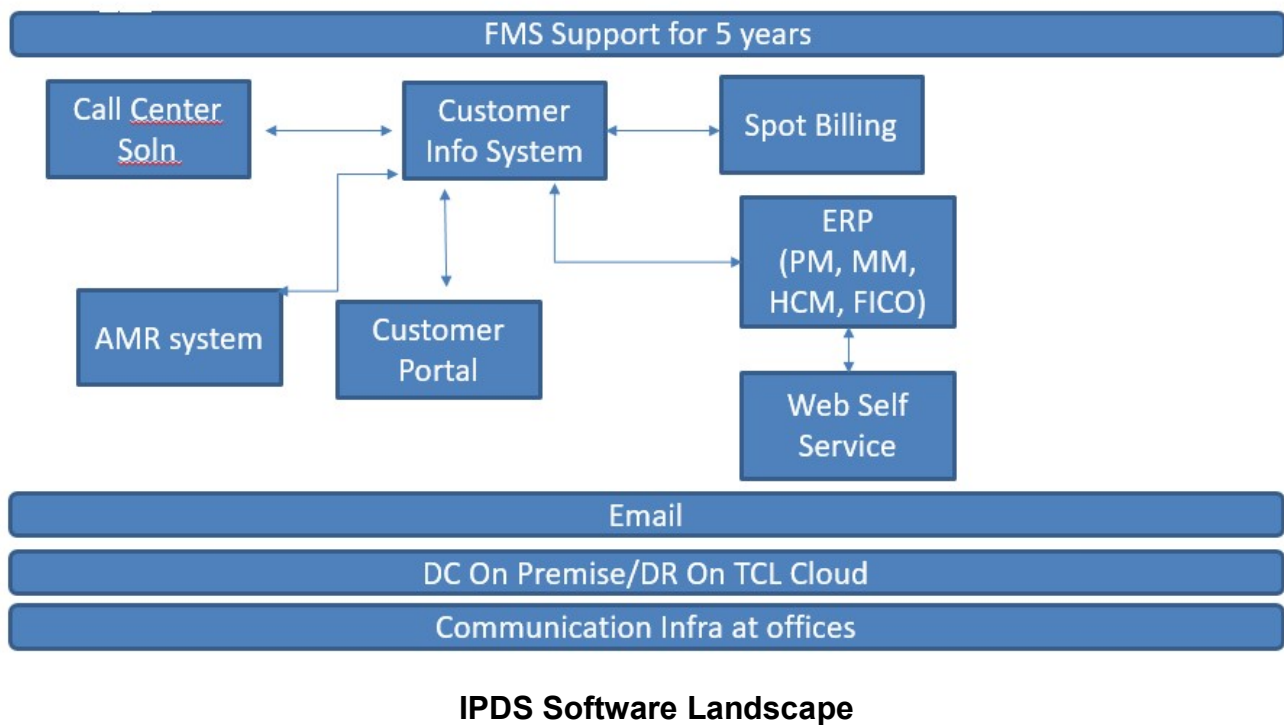 FMS Support for 5 years
Call Center
Soln
Customer
Info System
Spot Billing
ERP
(PM, MM,
HCM, FICO)
AMR system
Customer
Portal
Web Self
Service
Email
DC On Premise/DR On TCL Cloud
Communication Infra at offices
IPDS Software Landscape